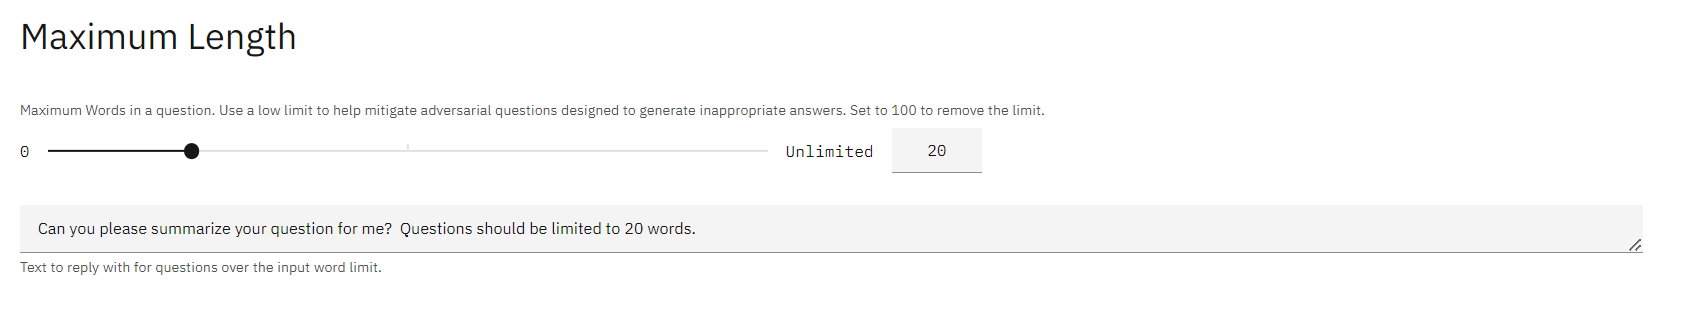 Maximum Length
Maximum Words in a question. Use a low limit to help mitigate adversarial questions designed to generate inappropriate answers. Set to 100 to remove the limit.
0 Unlimited 20
Can you please summarize your question for me?  Questions should be limited to 20 words.
Text to reply with for questions over the input word limit.